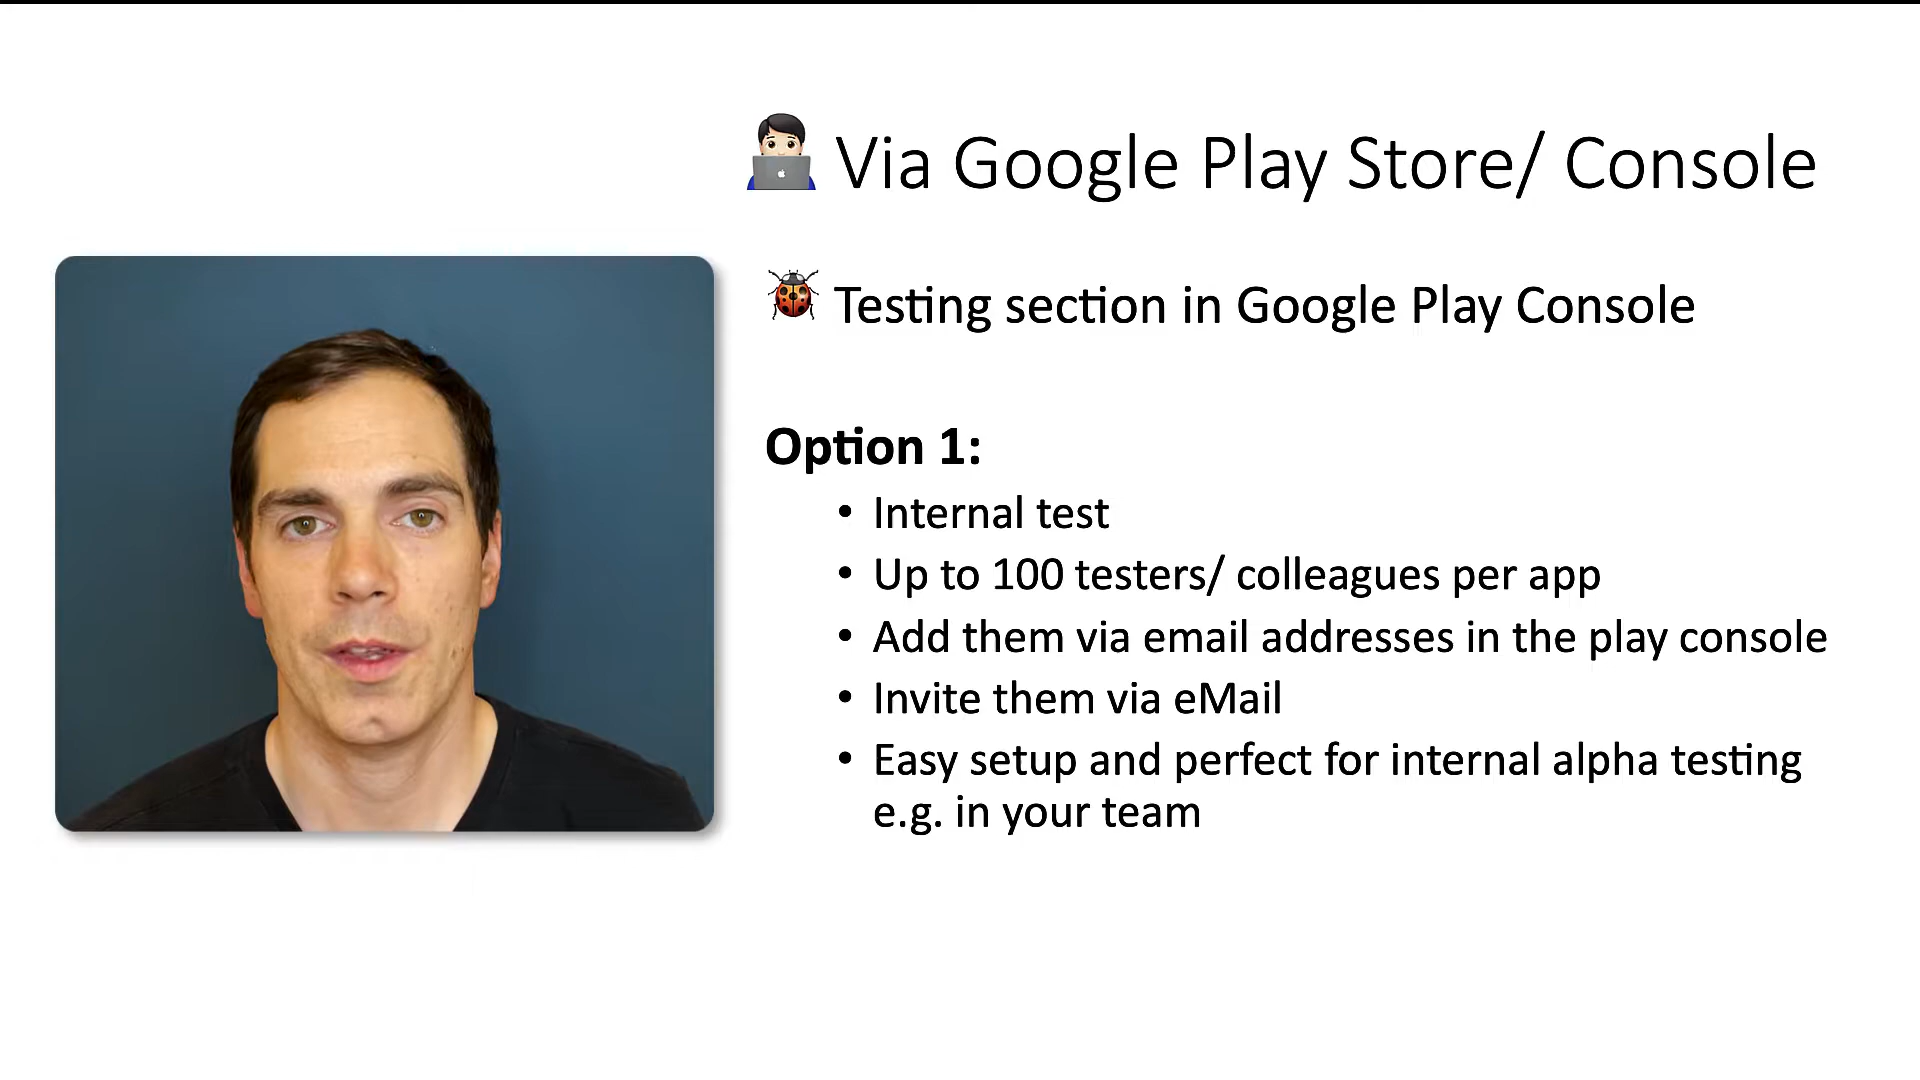 Via Google Play Store/ Console
Testing section in Google Play Console
Option 1:
• Internal test
• Up to 100 testers/ colleagues per app
• Add them via email addresses in the play console
• Invite them via eMail
• Easy setup and perfect for internal alpha testing
e.g. in your team